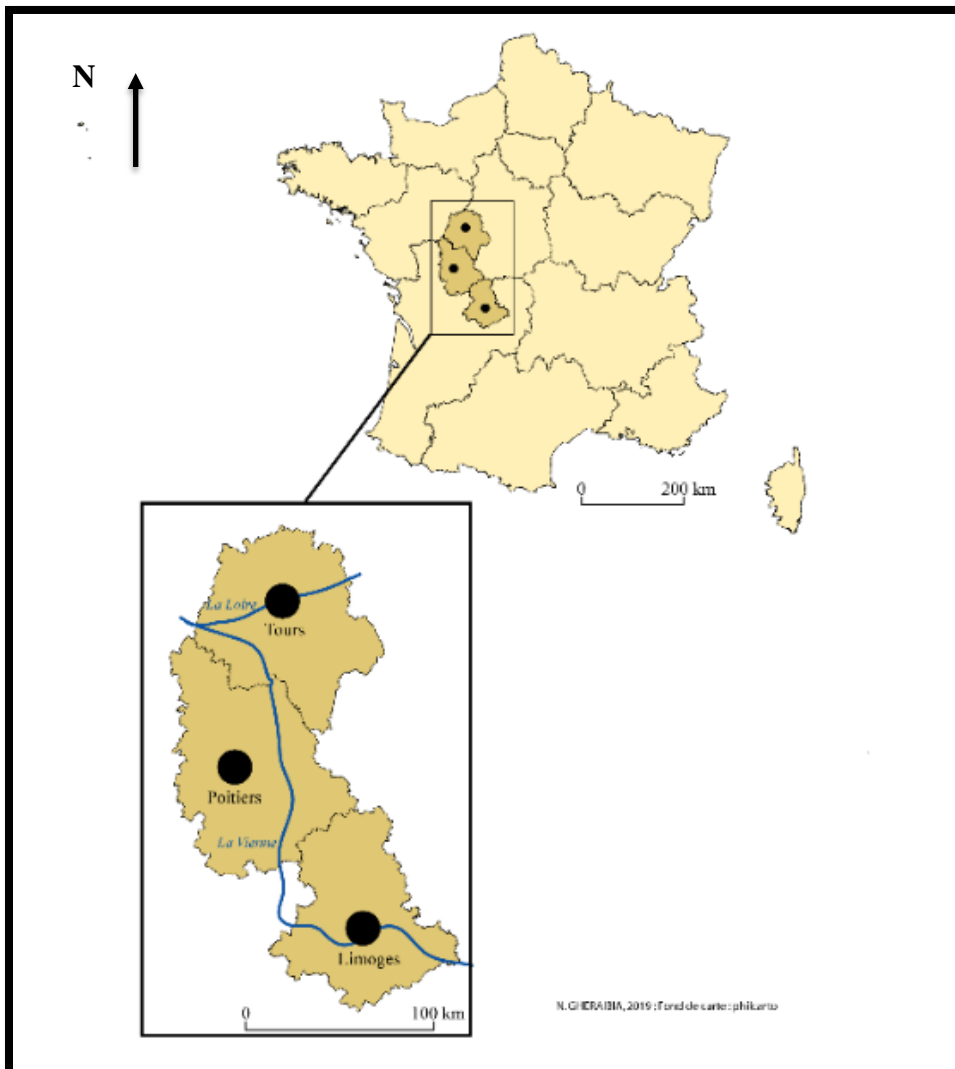 N
0 200 km
La Loire
Tours
Poitiers
La Vienne
Limoges
0 100 km
N. GHERAIBIA, 2019 ; Fond de carte : philcarto